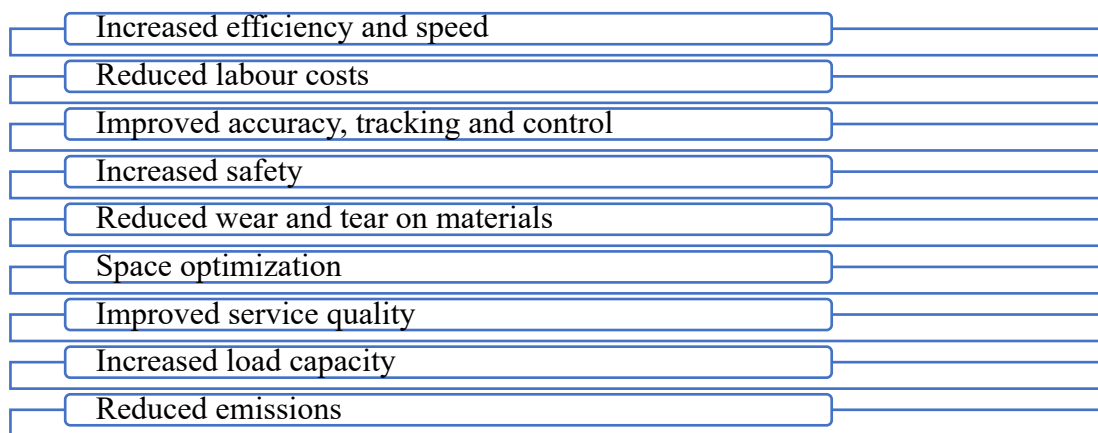 Increased efficiency and speed
Reduced labour costs
Improved accuracy, tracking and control
Increased safety
Reduced wear and tear on materials
Space optimization
Improved service quality
Increased load capacity
Reduced emissions